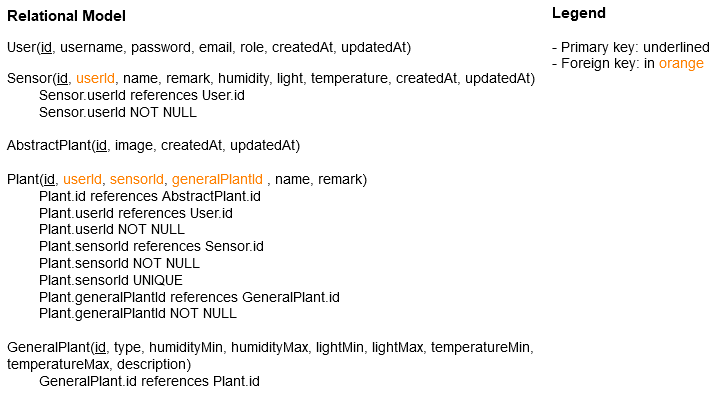 Relational Model
User(id, username, password, email, role, createdAt, updatedAt)
Sensor(id, userId, name, remark, humidity, light, temperature, createdAt, updatedAt)
Sensor.userId references User.id
Sensor.userId NOT NULL
AbstractPlant(id, image, createdAt, updatedAt)
Plant(id, userId, sensorId, generalPlantId , name, remark)
Plant.id references AbstractPlant.id
Plant.userId references User.id
Plant.userId NOT NULL
Plant.sensorId references Sensor.id
Plant.sensorId NOT NULL
Plant.sensorId UNIQUE
Plant.generalPlantId references GeneralPlant.id
Plant.generalPlantId NOT NULL
GeneralPlant(id, type, humidityMin, humidityMax, lightMin, lightMax, temperatureMin,
temperatureMax, description)
GeneralPlant.id references Plant.id
Legend
- Primary key: underlined
- Foreign key: in orange